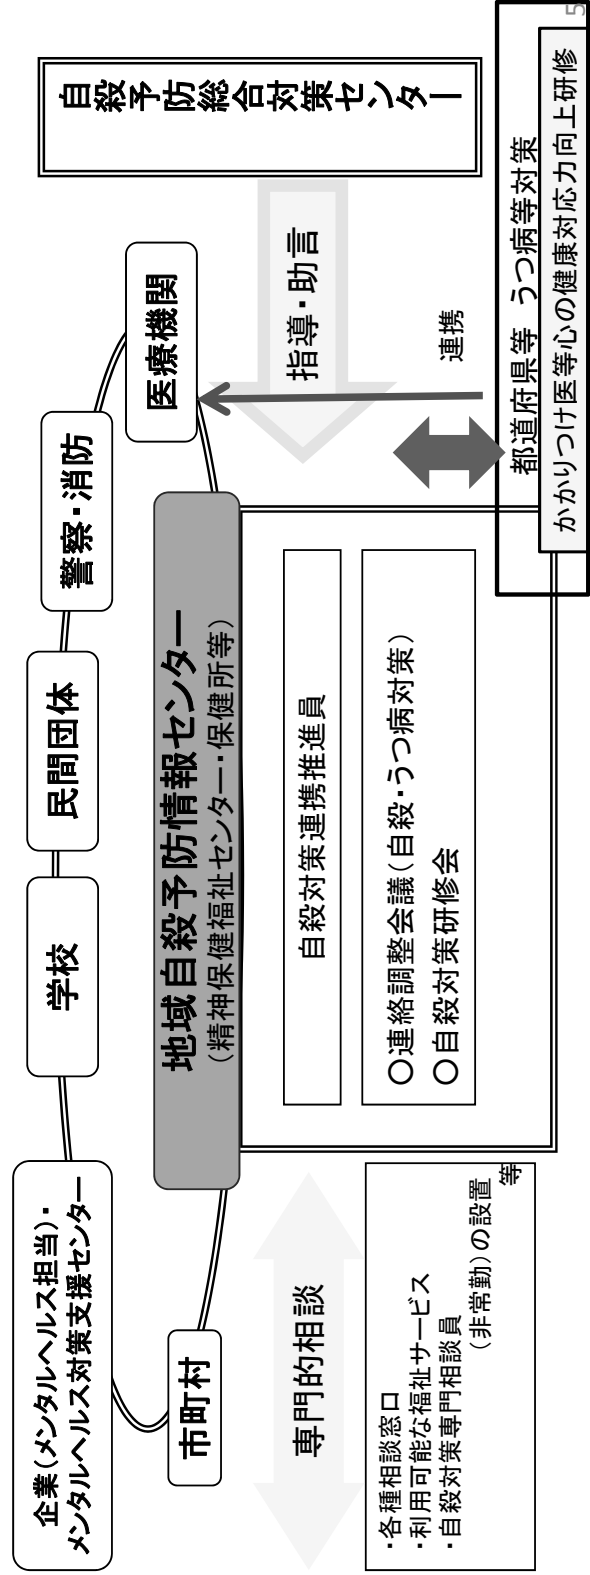 企業(メンタルヘルス担当)・
メンタルヘルス対策支援センター
学校
民間団体
警察・消防
医療機関
市町村
地域自殺予防情報センター
(精神保健福祉センター・保健所等)
自殺予防総合対策センター
専門的相談
指導・助言
自殺対策連携推進員
○連絡調整会議(自殺・うつ病対策)
○自殺対策研修会
連携
・各種相談窓口
・利用可能な福祉サービス
・自殺対策専門相談員
(非常勤)の設置
等
都道府県等 うつ病等対策
かかりつけ医等心の健康対応力向上研修
5